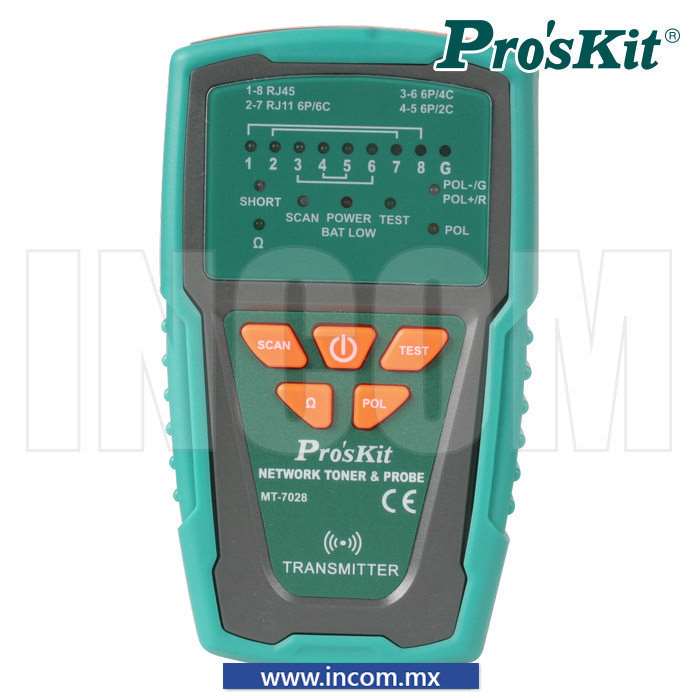 Pro'sKit®
1-8 RJ45 3-6 6P/4C
2-7 RJ11 6P/6C 4-5 6P/2C
1 2 3 4 5 6 7 8 G
SHORT POL-/G
POL+/R
SCAN POWER TEST
BAT LOW
Ω POL
INCOM
SCAN TEST
Ω POL
Pro'sKit
NETWORK TONER & PROBE
MT-7028 CE
TRANSMITTER
www.incom.mx